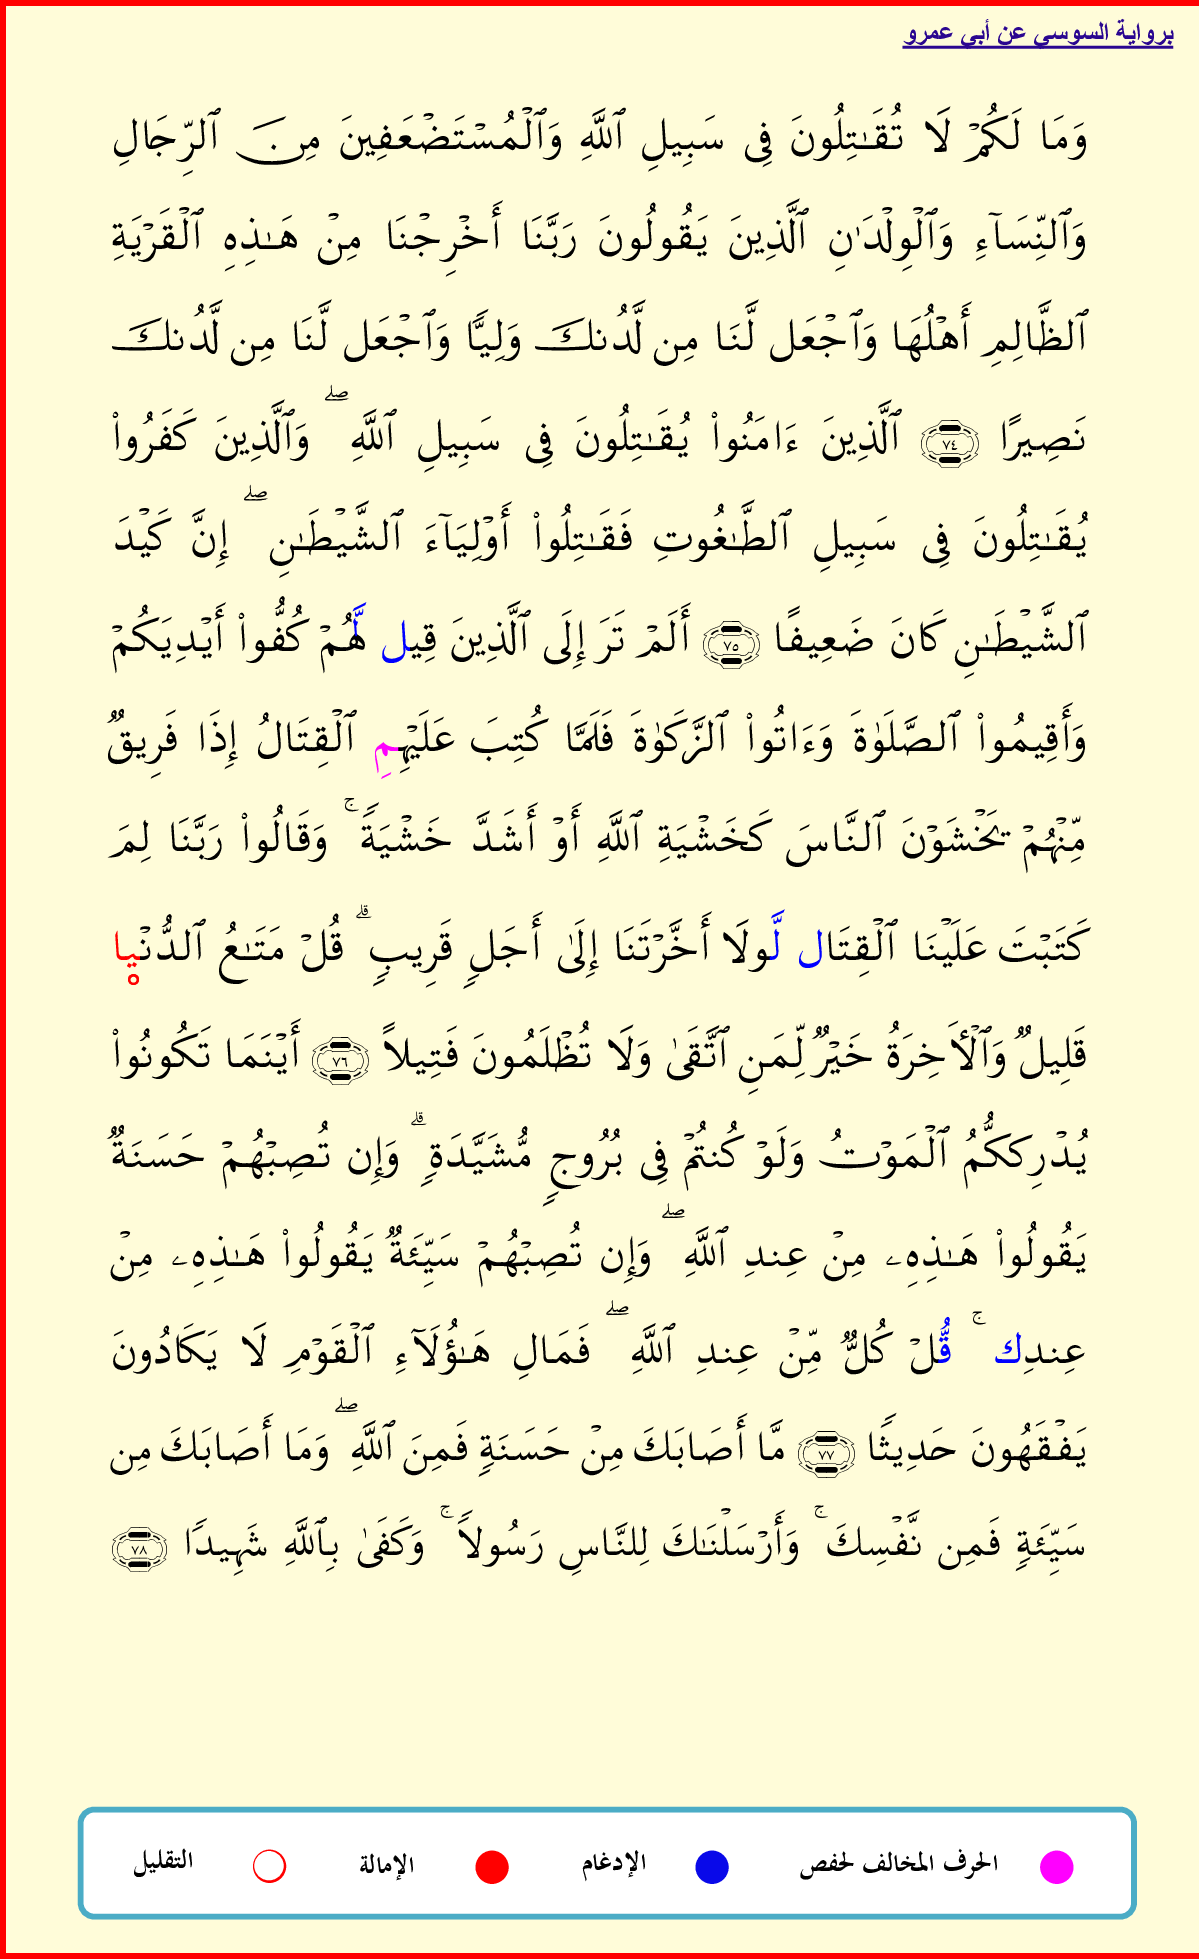 برواية السوسي عن أبي عمرو
وَمَا لَكُمۡ لَا تُقَٰتِلُونَ فِي سَبِيلِ ٱللَّهِ وَٱلۡمُسۡتَضۡعَفِينَ مِنَ ٱلرِّجَالِ
وَٱلنِّسَآءِ وَٱلۡوِلۡدَٰنِ ٱلَّذِينَ يَقُولُونَ رَبَّنَا أَخۡرِجۡنَا مِنۡ هَٰذِهِ ٱلۡقَرۡيَةِ
ٱلظَّالِمِ أَهۡلُهَا وَٱجۡعَل لَّنَا مِن لَّدُنكَ وَلِيّٗا وَٱجۡعَل لَّنَا مِن لَّدُنكَ
نَصِيرًا ٧٤ ٱلَّذِينَ ءَامَنُواْ يُقَٰتِلُونَ فِي سَبِيلِ ٱللَّهِۖ وَٱلَّذِينَ كَفَرُواْ
يُقَٰتِلُونَ فِي سَبِيلِ ٱلطَّٰغُوتِ فَقَٰتِلُواْ أَوۡلِيَآءَ ٱلشَّيۡطَٰنِۖ إِنَّ كَيۡدَ
ٱلشَّيۡطَٰنِ كَانَ ضَعِيفًا ٧٥ أَلَمۡ تَرَ إِلَى ٱلَّذِينَ قِيل لَّهُمۡ كُفُّواْ أَيۡدِيَكُمۡ
وَأَقِيمُواْ ٱلصَّلَوٰةَ وَءَاتُواْ ٱلزَّكَوٰةَ فَلَمَّا كُتِبَ عَلَيۡهِمِ ٱلۡقِتَالُ إِذَا فَرِيقٞ
مِّنۡهُمۡ يَخۡشَوۡنَ ٱلنَّاسَ كَخَشۡيَةِ ٱللَّهِ أَوۡ أَشَدَّ خَشۡيَةٗۚ وَقَالُواْ رَبَّنَا لِمَ
كَتَبۡتَ عَلَيۡنَا ٱلۡقِتَال لَّولَا أَخَّرۡتَنَا إِلَىٰ أَجَلٖ قَرِيبٖۗ قُلۡ مَتَٰعُ ٱلدُّنۡيا
قَلِيلٞ وَٱلۡأٓخِرَةُ خَيۡرٞ لِّمَنِ ٱتَّقَىٰ وَلَا تُظۡلَمُونَ فَتِيلاً ٧٦ أَيۡنَمَا تَكُونُواْ
يُدۡرِككُّمُ ٱلۡمَوۡتُ وَلَوۡ كُنتُمۡ فِي بُرُوجٖ مُّشَيَّدَةٖۗ وَإِن تُصِبۡهُمۡ حَسَنَةٞ
يَقُولُواْ هَٰذِهِۦ مِنۡ عِندِ ٱللَّهِۖ وَإِن تُصِبۡهُمۡ سَيِّئَةٞ يَقُولُواْ هَٰذِهِۦ مِنۡ
عِندِكۚ قُّلۡ كُلّٞ مِّنۡ عِندِ ٱللَّهِۖ فَمَالِ هَٰٓؤُلَآءِ ٱلۡقَوۡمِ لَا يَكَادُونَ
يَفۡقَهُونَ حَدِيثٗا ٧٧ مَّا أَصَابَكَ مِنۡ حَسَنَةٖ فَمِنَ ٱللَّهِۖ وَمَا أَصَابَكَ مِن
سَيِّئَةٖ فَمِن نَّفۡسِكَۚ وَأَرۡسَلۡنَٰكَ لِلنَّاسِ رَسُولاًۚ وَكَفَىٰ بِٱللَّهِ شَهِيدٗا ٧٨
الحرف المخالف لحفص الإدغام الإمالة التقليل